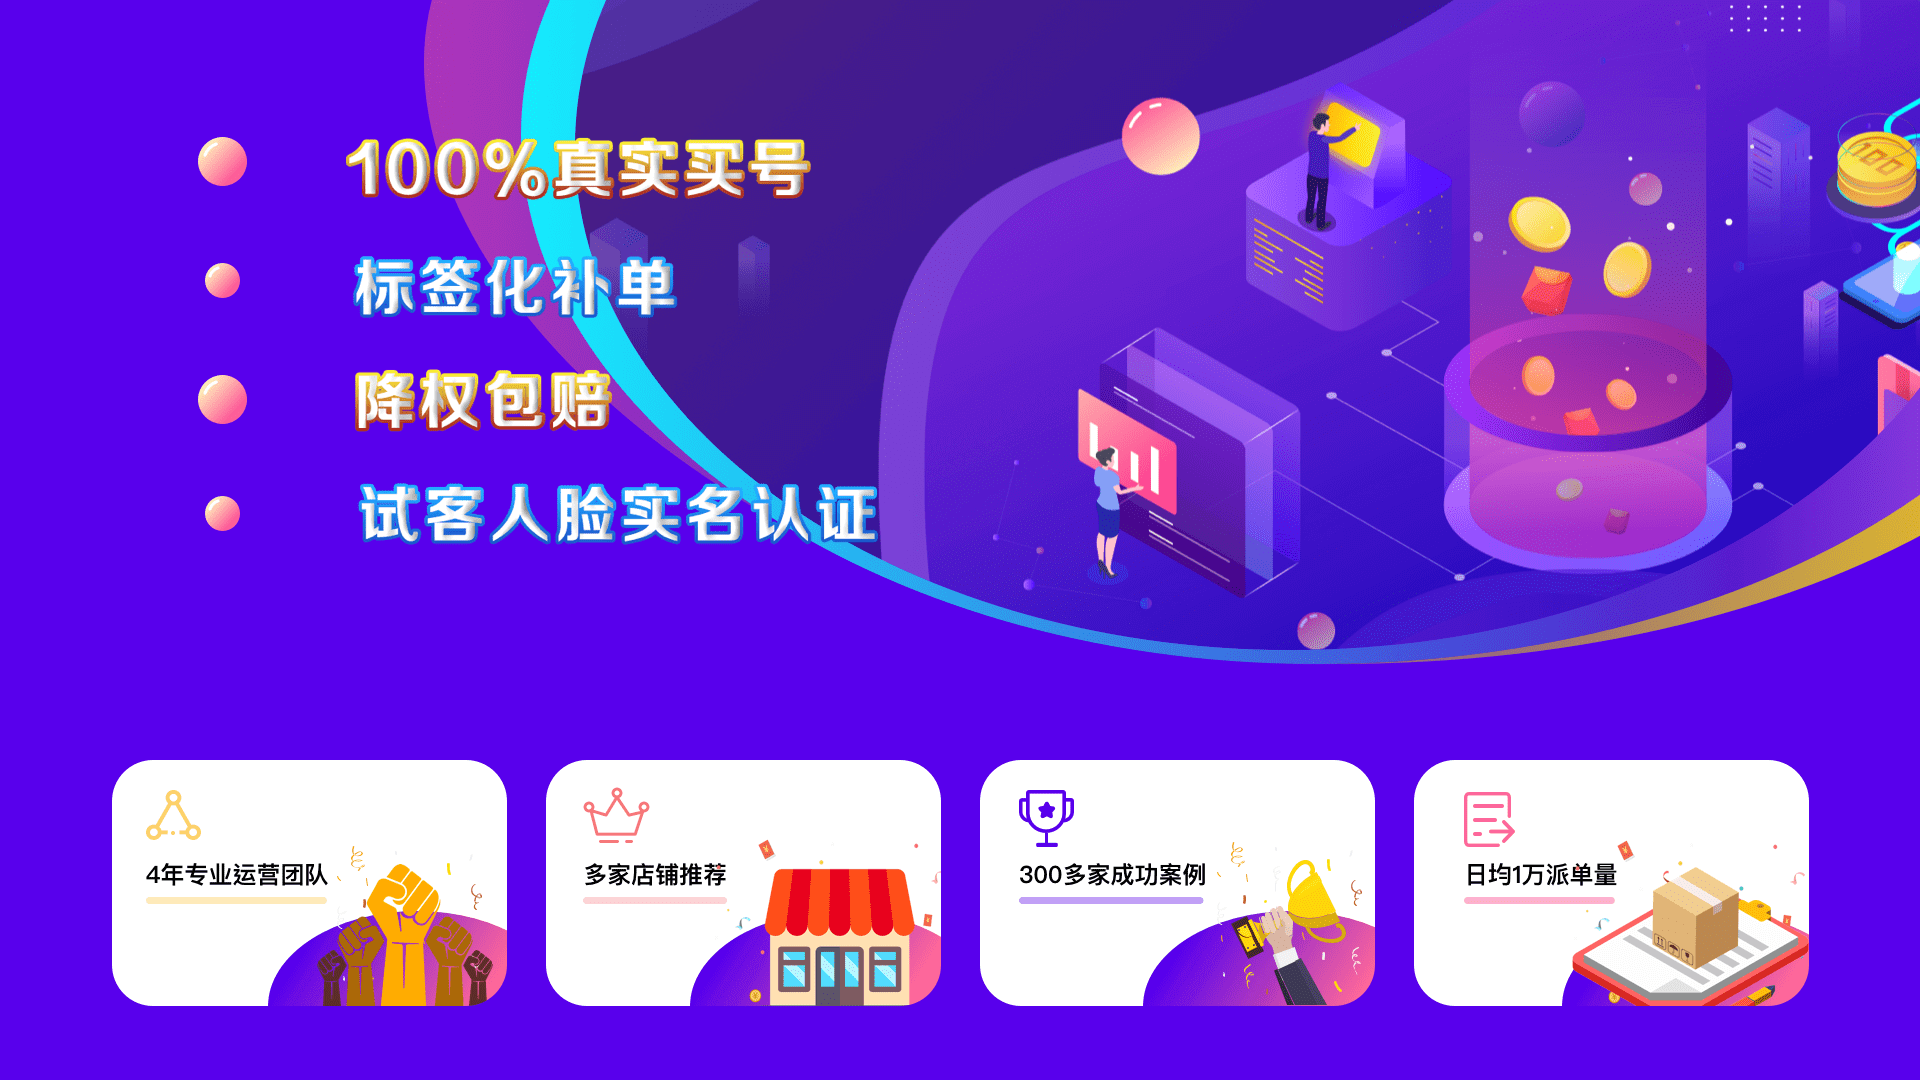 100%真实买号
标签化补单
降权包赔
试客人脸实名认证
100
4年专业运营团队
多家店铺推荐
300多家成功案例
日均1万派单量